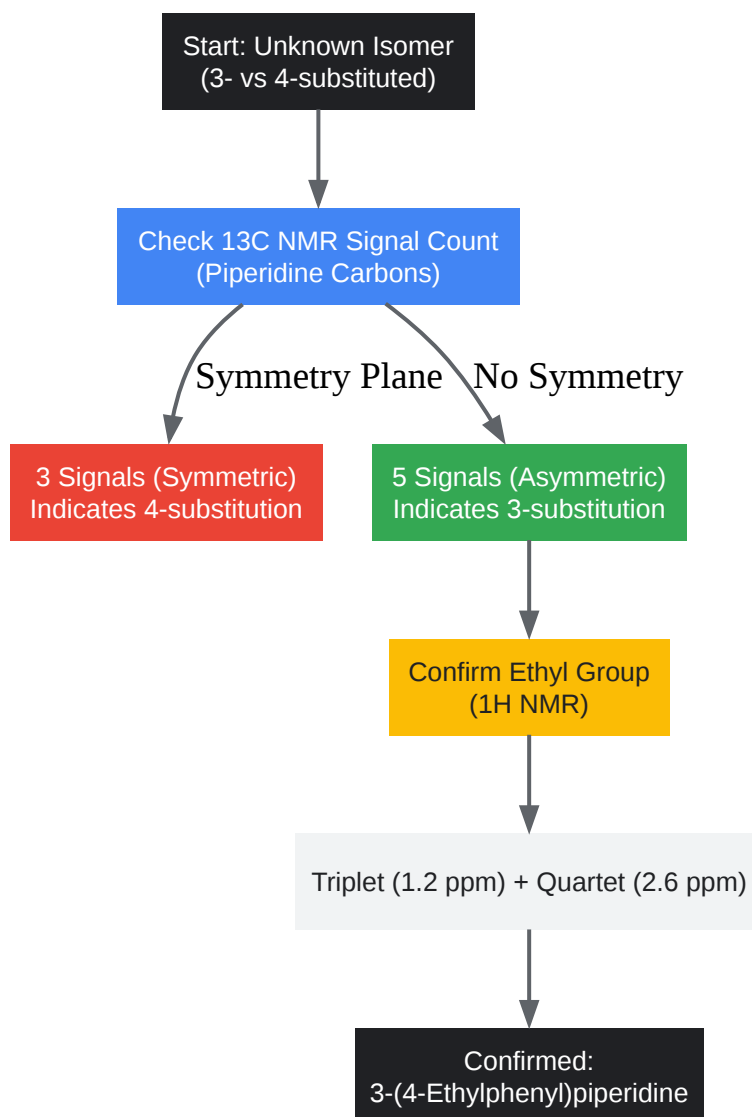 Start: Unknown Isomer
(3- vs 4-substituted)
Check 13C NMR Signal Count
(Piperidine Carbons)
Symmetry Plane
No Symmetry
3 Signals (Symmetric)
Indicates 4-substitution
5 Signals (Asymmetric)
Indicates 3-substitution
Confirm Ethyl Group
(1H NMR)
Triplet (1.2 ppm) + Quartet (2.6 ppm)
Confirmed:
3-(4-Ethylphenyl)piperidine